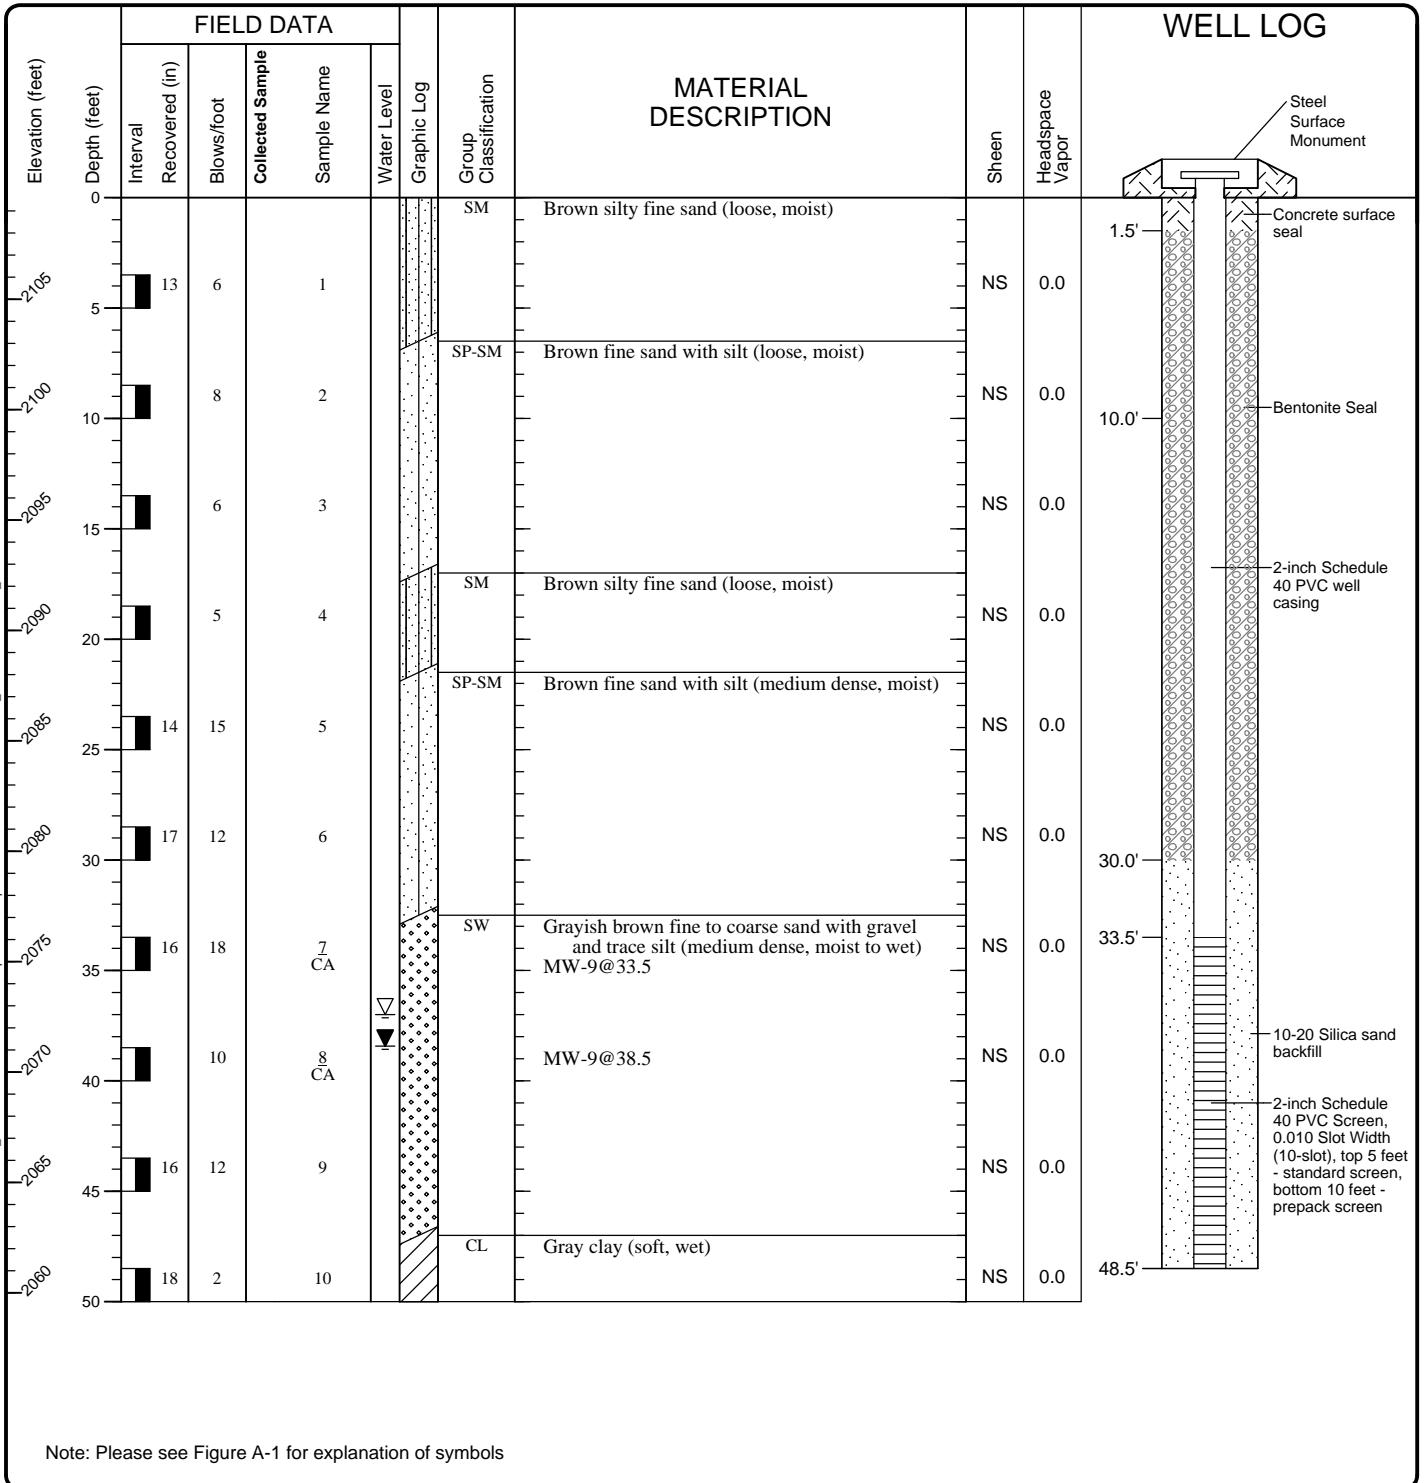 FIELD DATA
WELL LOG
Elevation (feet)
Depth (feet)
Interval
Recovered (in)
Blows/foot
Collected Sample
Sample Name
Water Level
Graphic Log
Group
Classification
MATERIAL
DESCRIPTION
Sheen
Headspace
Vapor
Steel
Surface
Monument
0
SM
Brown silty fine sand (loose, moist)
Concrete surface
seal
1.5'
2105
13
6
1
NS
0.0
5
SP-SM
Brown fine sand with silt (loose, moist)
2100
8
2
NS
0.0
Bentonite Seal
10
10.0'
2095
6
3
NS
0.0
15
SM
Brown silty fine sand (loose, moist)
2-inch Schedule
40 PVC well
casing
2090
5
4
NS
0.0
20
SP-SM
Brown fine sand with silt (medium dense, moist)
2085
14
15
5
NS
0.0
25
2080
17
12
6
NS
0.0
30
30.0'
SW
Grayish brown fine to coarse sand with gravel
and trace silt (medium dense, moist to wet)
2075
16
18
7
CA
NS
0.0
33.5'
35
MW-9@33.5
10-20 Silica sand
backfill
2070
10
8
CA
MW-9@38.5
NS
0.0
40
2-inch Schedule
40 PVC Screen,
0.010 Slot Width
(10-slot), top 5 feet
- standard screen,
bottom 10 feet -
prepack screen
2065
16
12
9
NS
0.0
45
CL
Gray clay (soft, wet)
2060
18
2
10
NS
0.0
48.5'
50
Note: Please see Figure A-1 for explanation of symbols